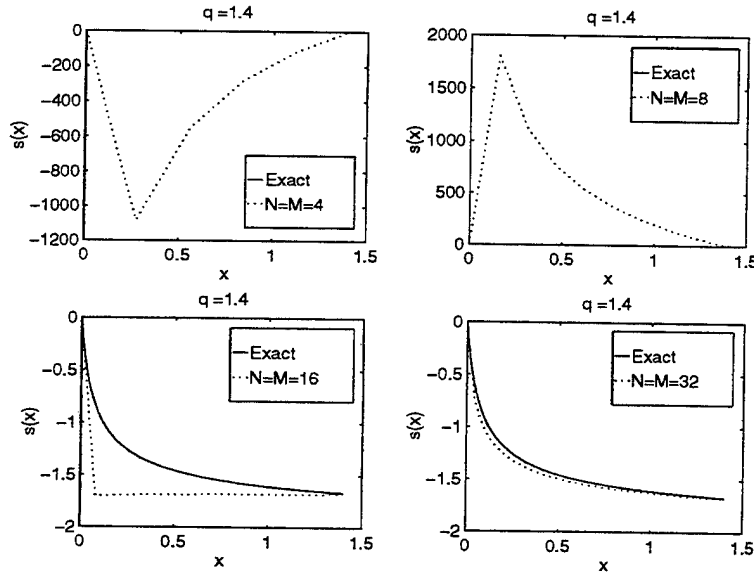 q=1.4
0
−200
−400
−600
−800
−1000
−1200
s(x)
Exact
N=M=4
0
0.5
1
1.5
x
q=1.4
2000
1500
1000
500
0
s(x)
Exact
N=M=8
0
0.5
1
1.5
x
q=1.4
0
−0.5
−1
−1.5
−2
s(x)
Exact
N=M=16
0
0.5
1
1.5
x
q=1.4
0
−0.5
−1
−1.5
−2
s(x)
Exact
N=M=32
0
0.5
1
1.5
x